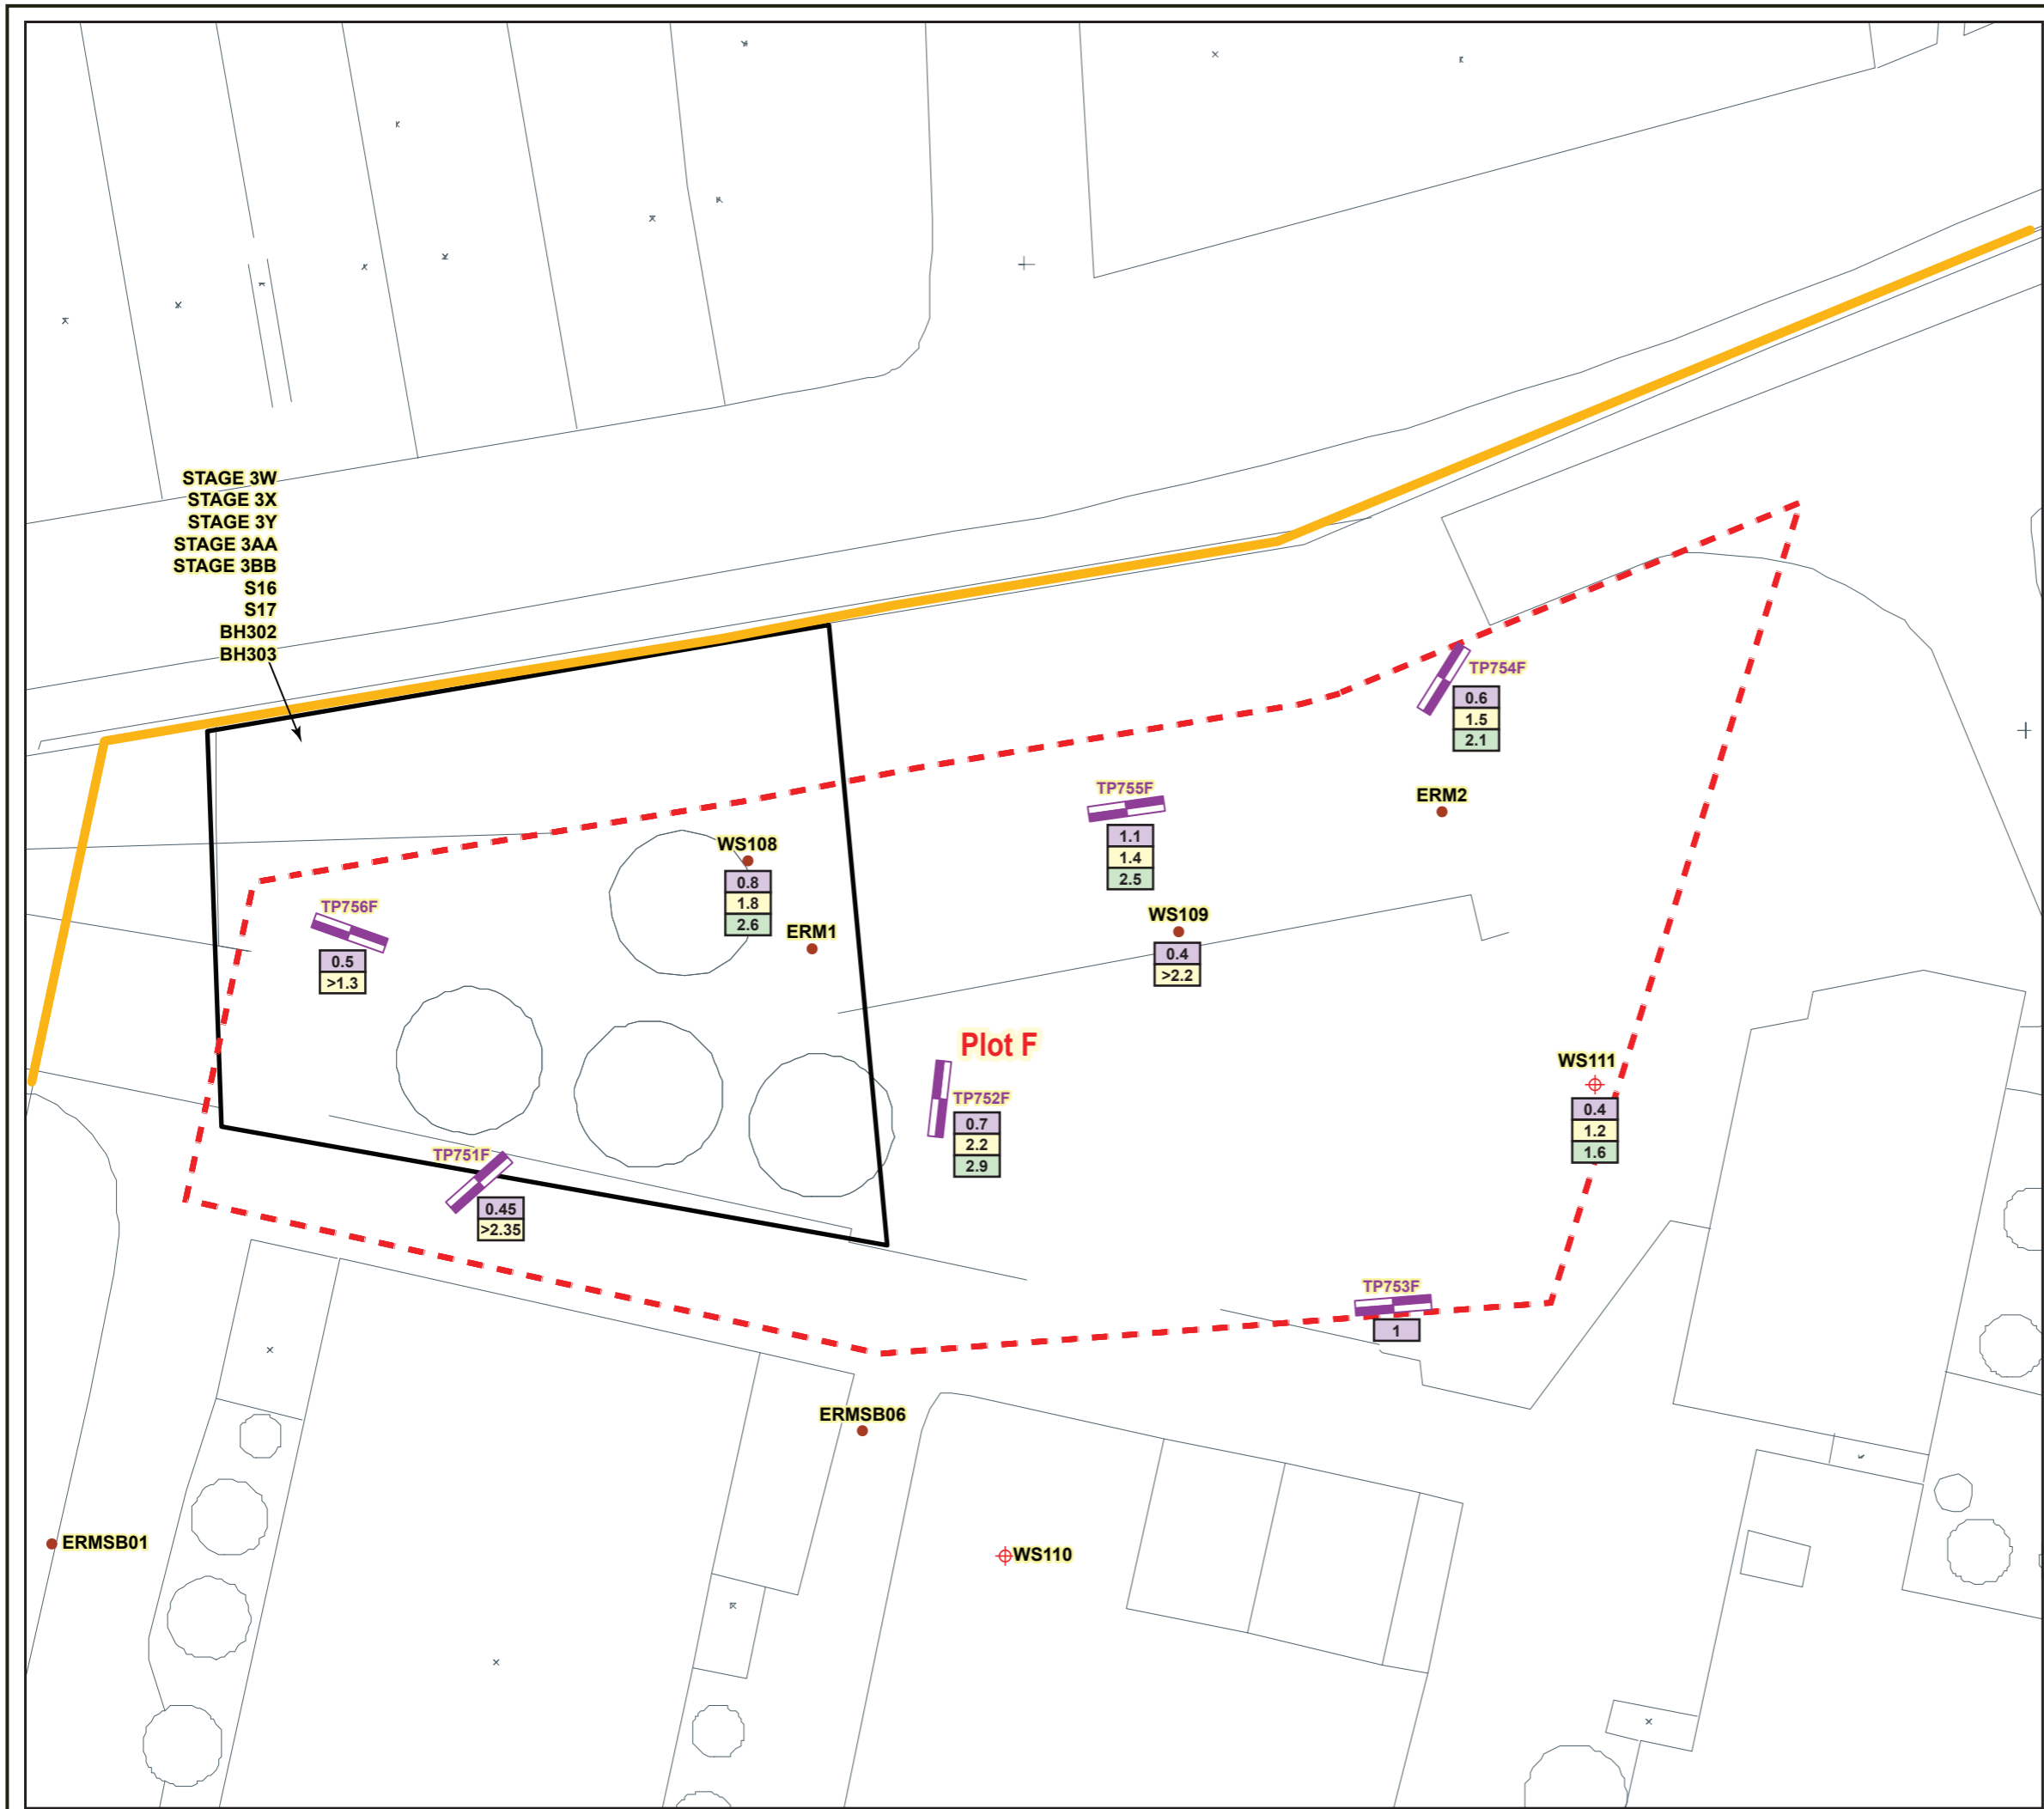 STAGE 3W
STAGE 3X
STAGE 3Y
STAGE 3AA
STAGE 3BB
S16
S17
BH302
BH303
TP754F
0.6
1.5
2.1
TP755F
1.1
1.4
2.5
ERM2
WS108
0.8
1.8
2.6
TP756F
0.5
>1.3
ERM1
WS109
0.4
>2.2
Plot F
TP752F
0.7
2.2
2.9
WS111
0.4
1.2
1.6
TP751F
0.45
>2.35
TP753F
1
ERMSB06
ERMSB01
WS110